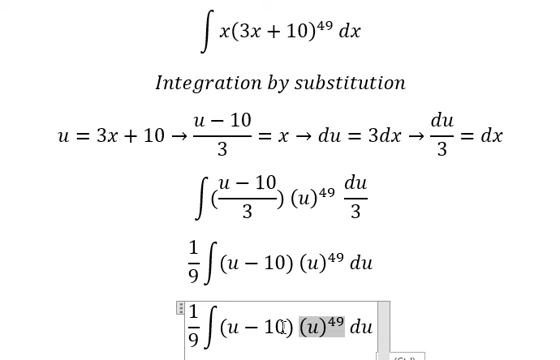 ∫ x(3x + 10)⁴⁹ dx
Integration by substitution
u = 3x + 10 → (u − 10)/3 = x → du = 3dx → du/3 = dx
∫ ((u − 10)/3) (u)⁴⁹ du/3
1/9 ∫ (u − 10) (u)⁴⁹ du
1/9 ∫ (u − 10) (u)⁴⁹ du